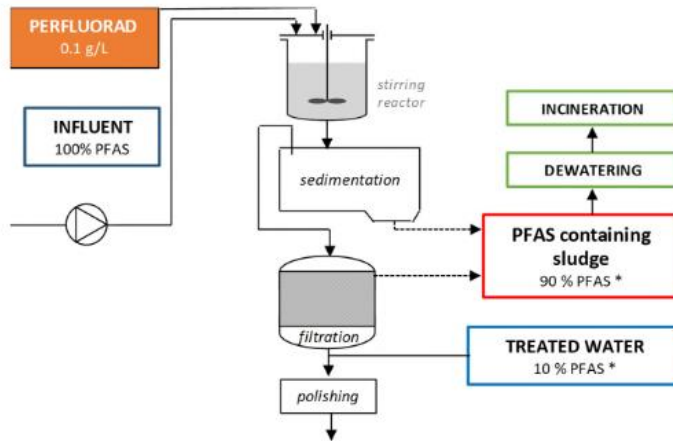 PERFLUORAD
0.1 g/L
stirring
reactor
INFLUENT
100% PFAS
INCINERATION
DEWATERING
sedimentation
PFAS containing
sludge
90 % PFAS *
filtration
TREATED WATER
10 % PFAS *
polishing